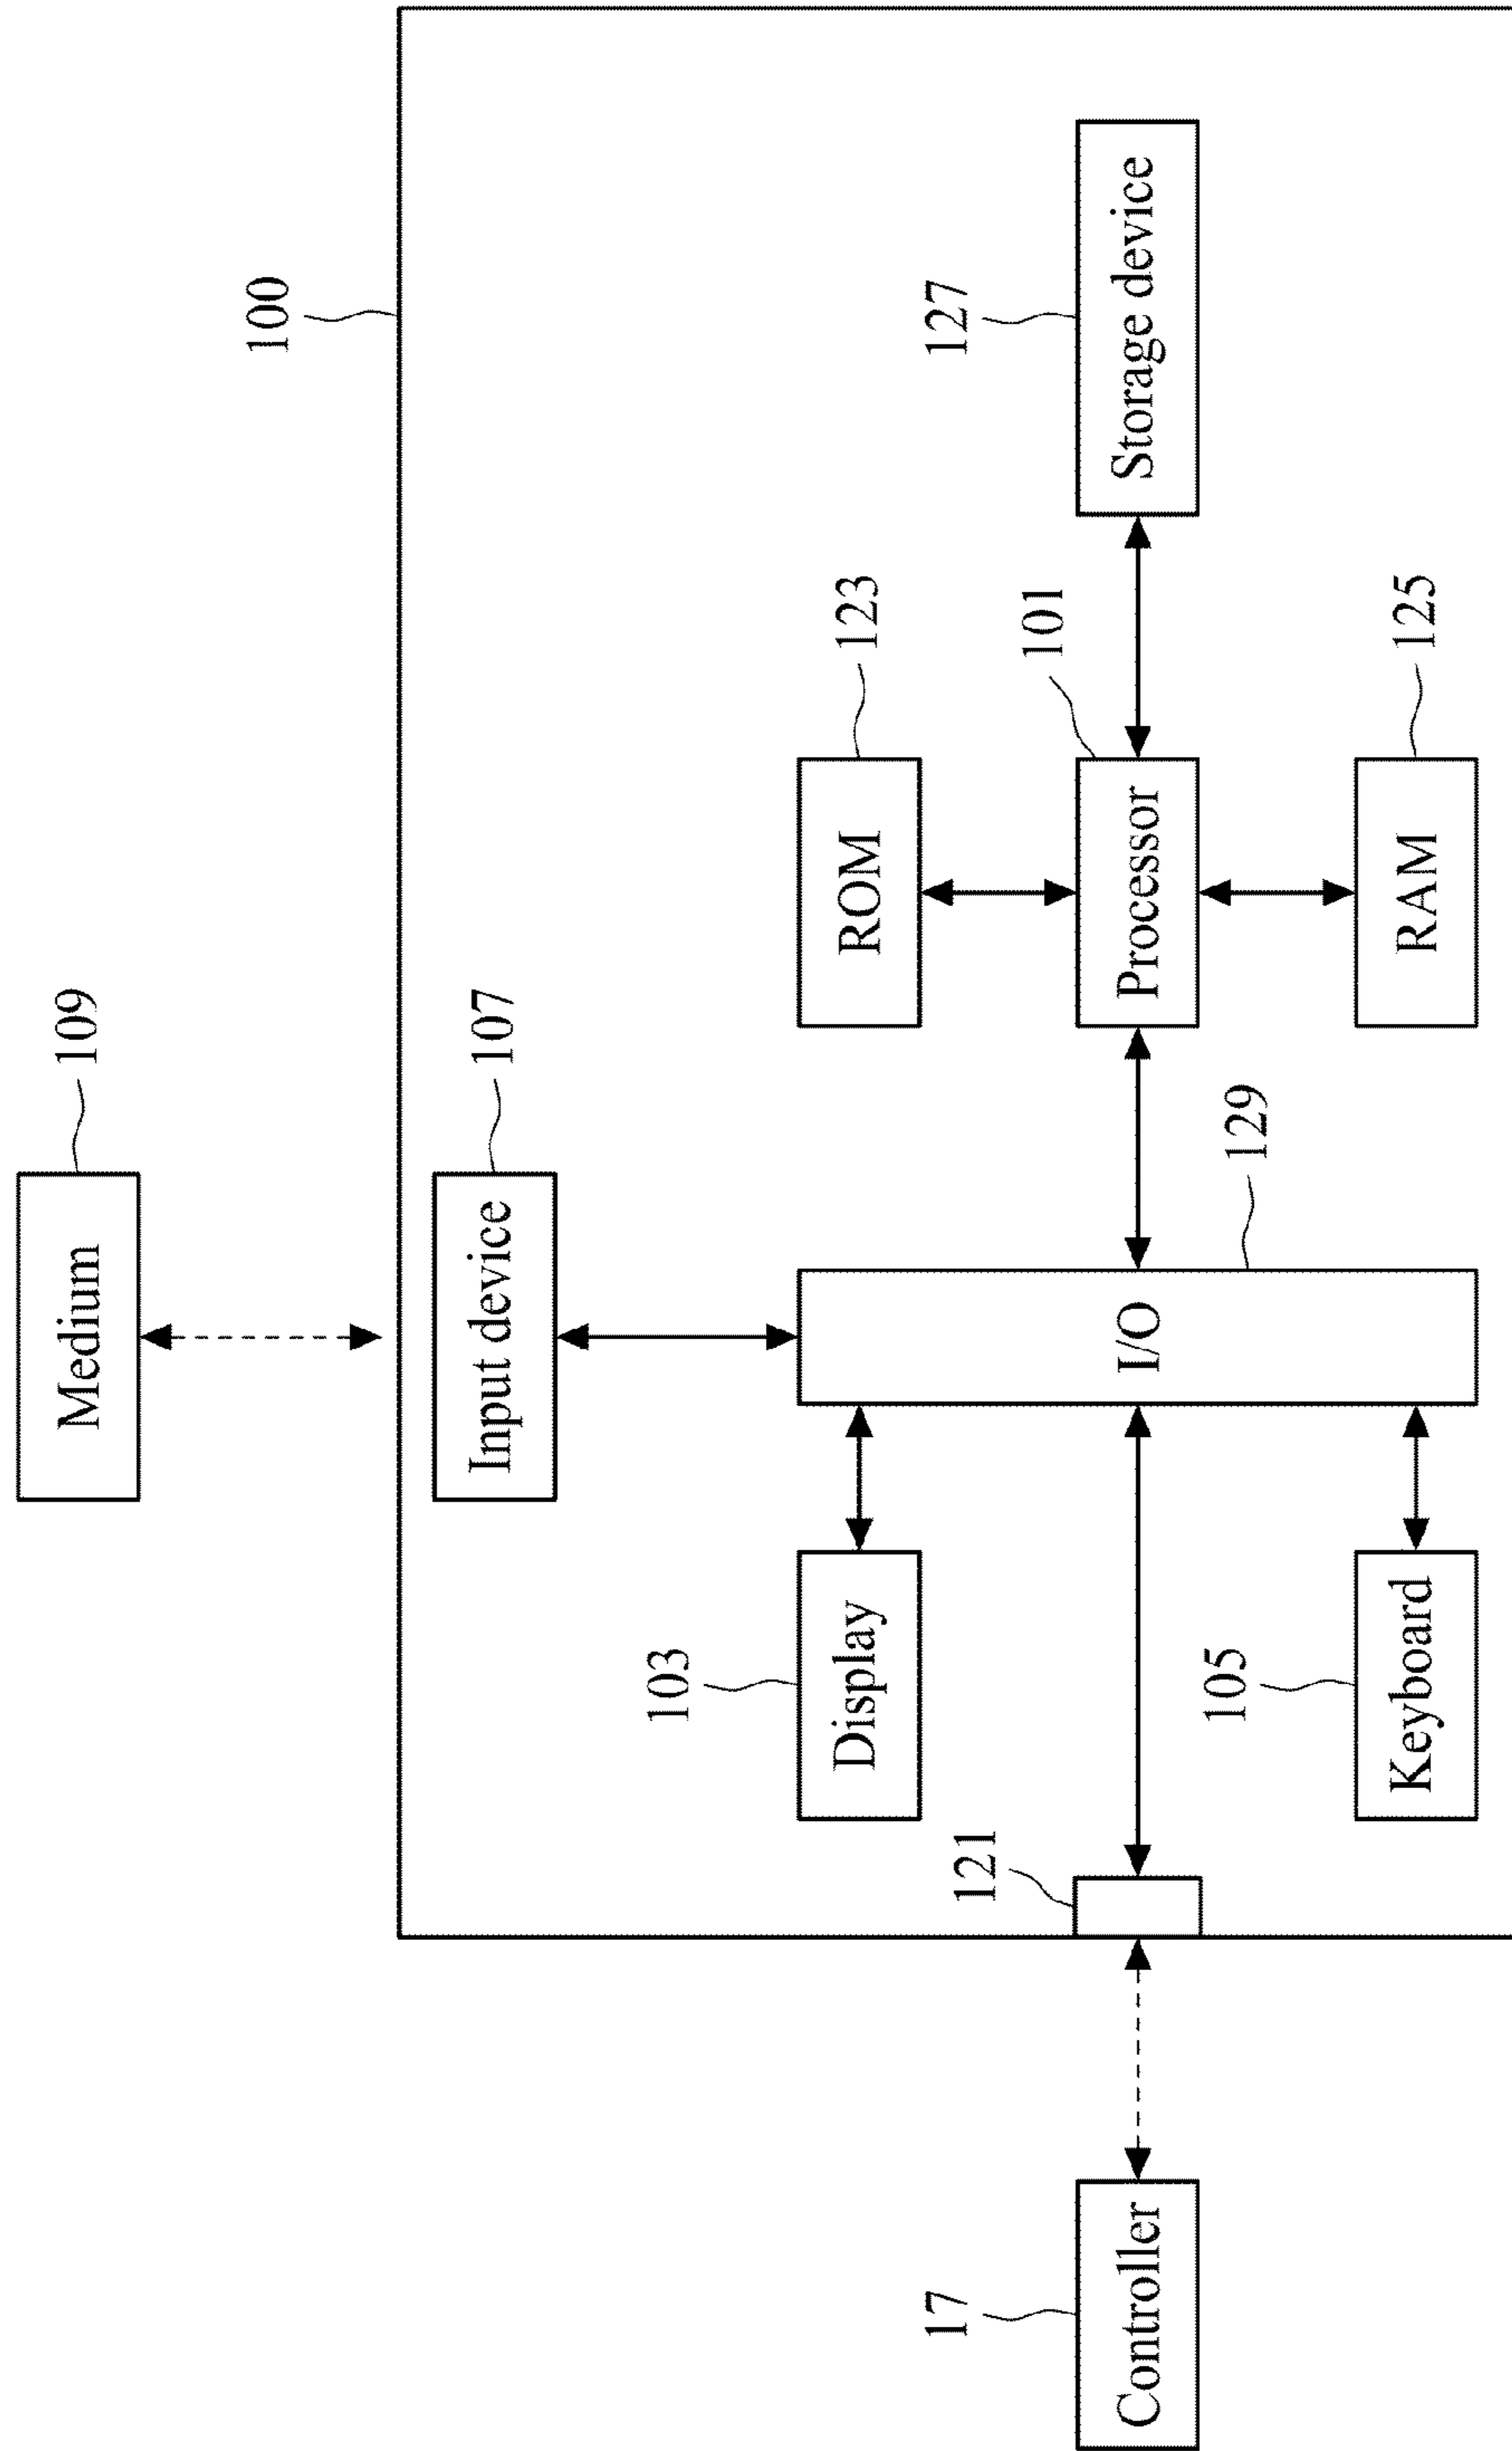 Medium
109
100
Input device
107
103
Display
ROM
123
121
I/O
129
Processor
101
127
Storage device
17
Controller
105
Keyboard
RAM
125